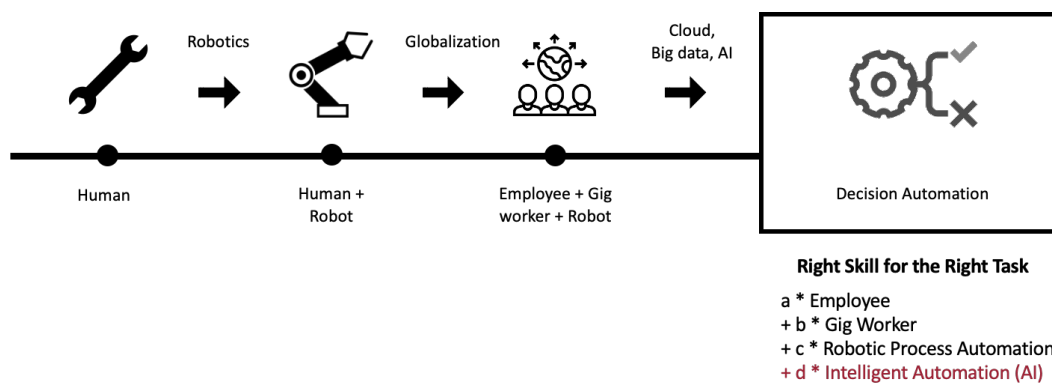 Robotics
Globalization
Cloud,
Big data, AI
Human
Human +
Robot
Employee + Gig
worker + Robot
Decision Automation
Right Skill for the Right Task
a * Employee
+ b * Gig Worker
+ c * Robotic Process Automation
+ d * Intelligent Automation (AI)